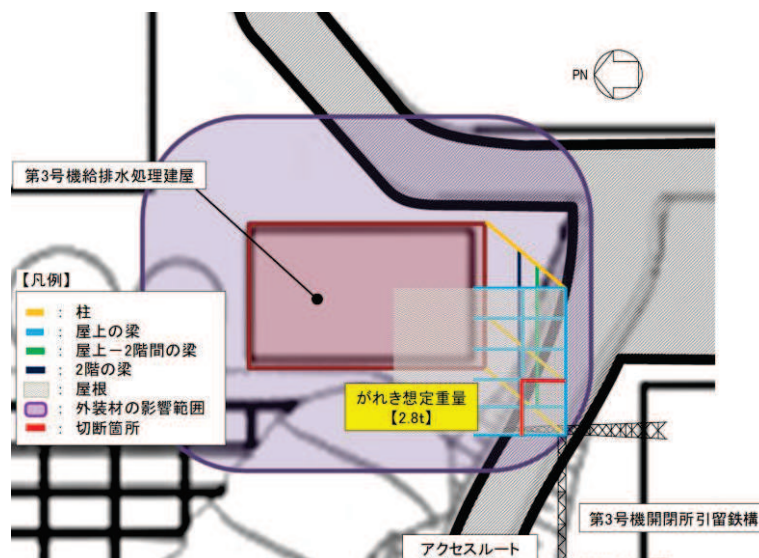 PN
第3号機給排水処理建屋
【凡例】
：柱
：屋上の梁
：屋上－2階間の梁
：2階の梁
：屋根
：外装材の影響範囲
：切断箇所
がれき想定重量
【2.8t】
第3号機開閉所引留鉄構
アクセスルート